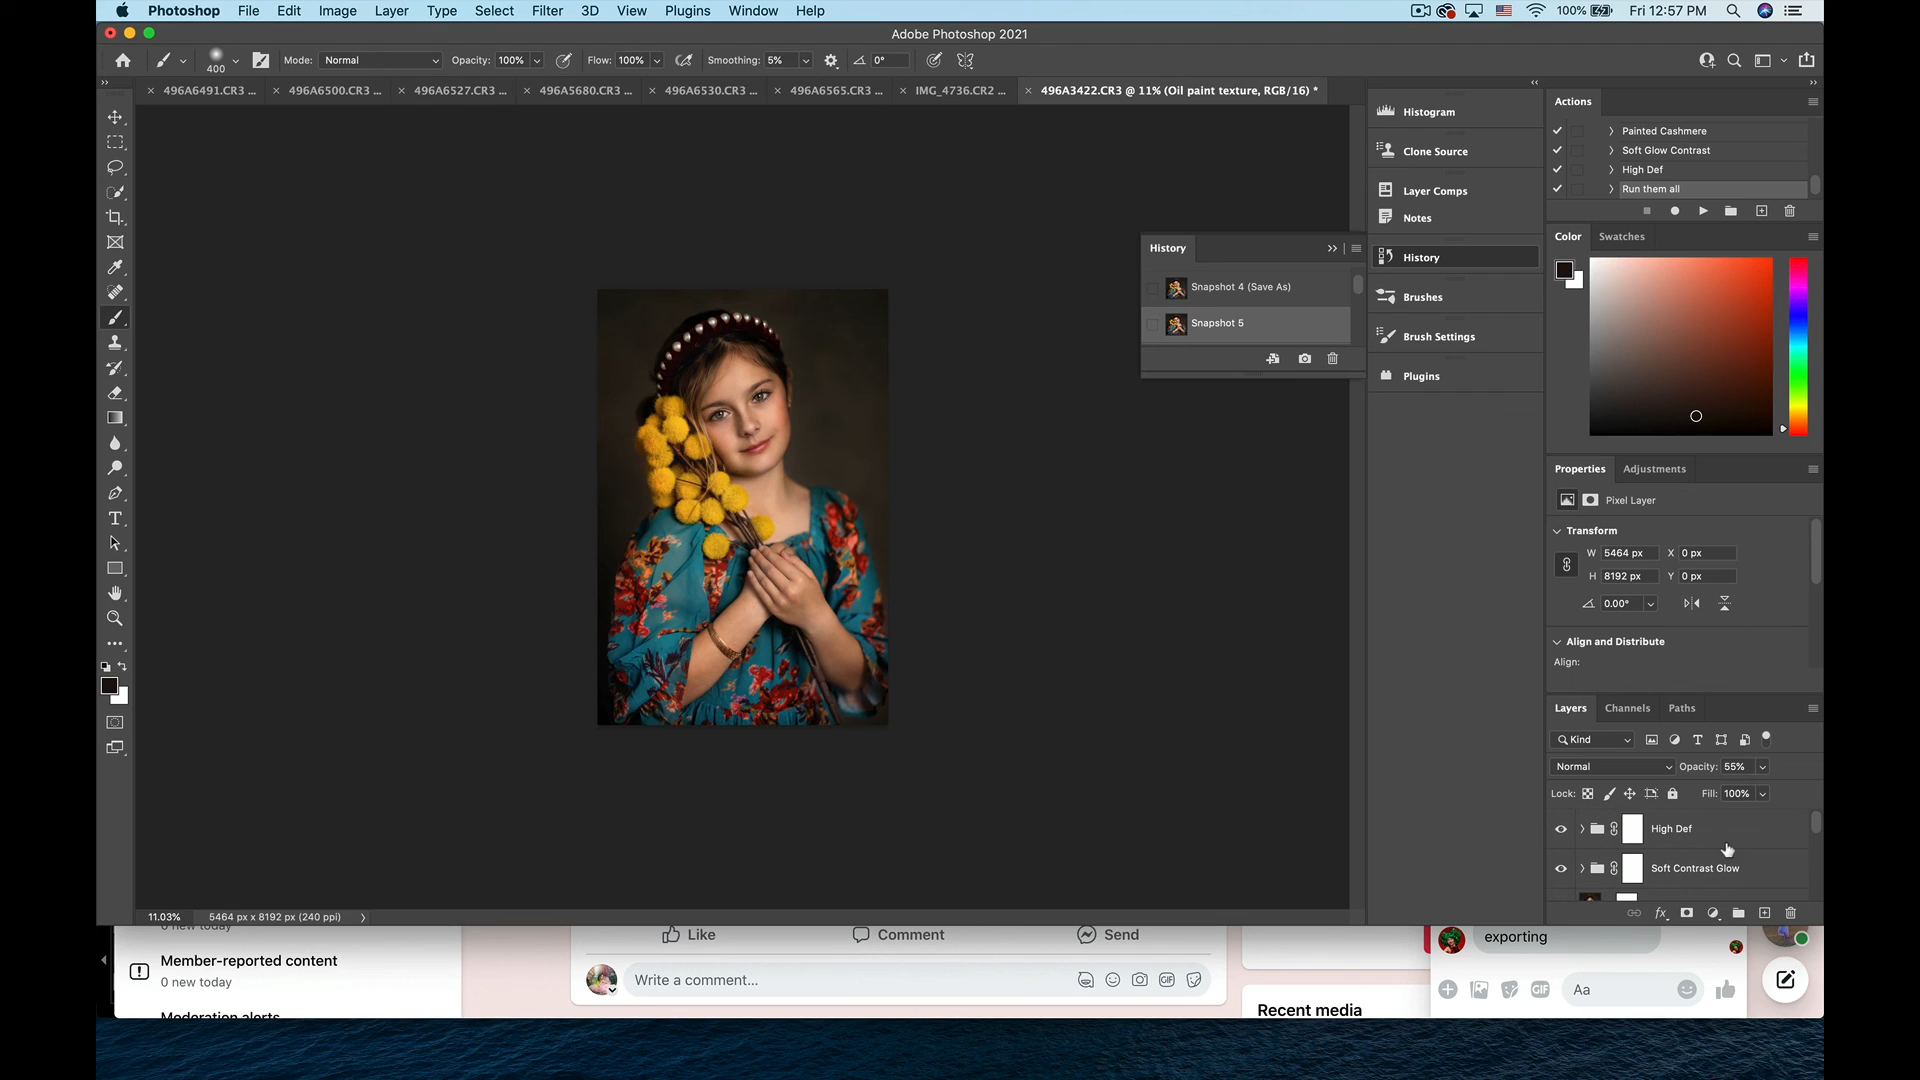 Photoshop File Edit Image Layer Type Select Filter 3D View Plugins Window Help 100% Fri 12:57 PM
Adobe Photoshop 2021
400 Mode: Normal Opacity: 100% Flow: 100% Smoothing: 5% 0°
496A6491.CR3 ... 496A6500.CR3 ... 496A6527.CR3 ... 496A5680.CR3 ... 496A6530.CR3 ... 496A6565.CR3 ... IMG_4736.CR2 ... 496A3422.CR3 @ 11% (Oil paint texture, RGB/16) *
History
Snapshot 4 (Save As)
Snapshot 5
Histogram
Clone Source
Layer Comps
Notes
History
Brushes
Brush Settings
Plugins
Actions
Painted Cashmere
Soft Glow Contrast
High Def
Run them all
Color Swatches
Properties Adjustments
Pixel Layer
Transform
W 5464 px X 0 px
H 8192 px Y 0 px
0.00°
Align and Distribute
Align:
Layers Channels Paths
Kind
Normal Opacity: 55%
Lock: Fill: 100%
High Def
Soft Contrast Glow
fx
11.03% 5464 px x 8192 px (240 ppi)
0 new today
Member-reported content
0 new today
Moderation alerts
Like Comment Send
Write a comment...
GIF
Recent media
exporting
GIF Aa